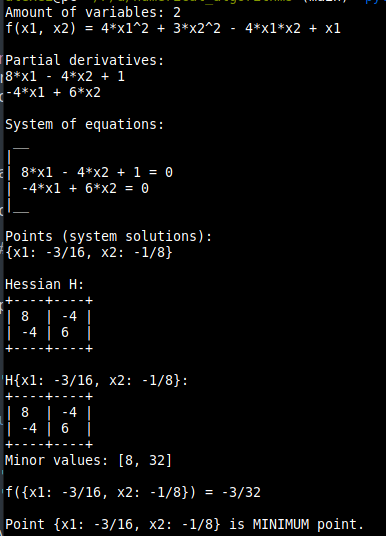 Amount of variables: 2
f(x1, x2) = 4*x1^2 + 3*x2^2 - 4*x1*x2 + x1
Partial derivatives:
8*x1 - 4*x2 + 1
-4*x1 + 6*x2
System of equations:
__
|
| 8*x1 - 4*x2 + 1 = 0
| -4*x1 + 6*x2 = 0
|__
Points (system solutions):
{x1: -3/16, x2: -1/8}
Hessian H:
+----+----+
| 8 | -4 |
| -4 | 6 |
+----+----+
H{x1: -3/16, x2: -1/8}:
+----+----+
| 8 | -4 |
| -4 | 6 |
+----+----+
Minor values: [8, 32]
f({x1: -3/16, x2: -1/8}) = -3/32
Point {x1: -3/16, x2: -1/8} is MINIMUM point.